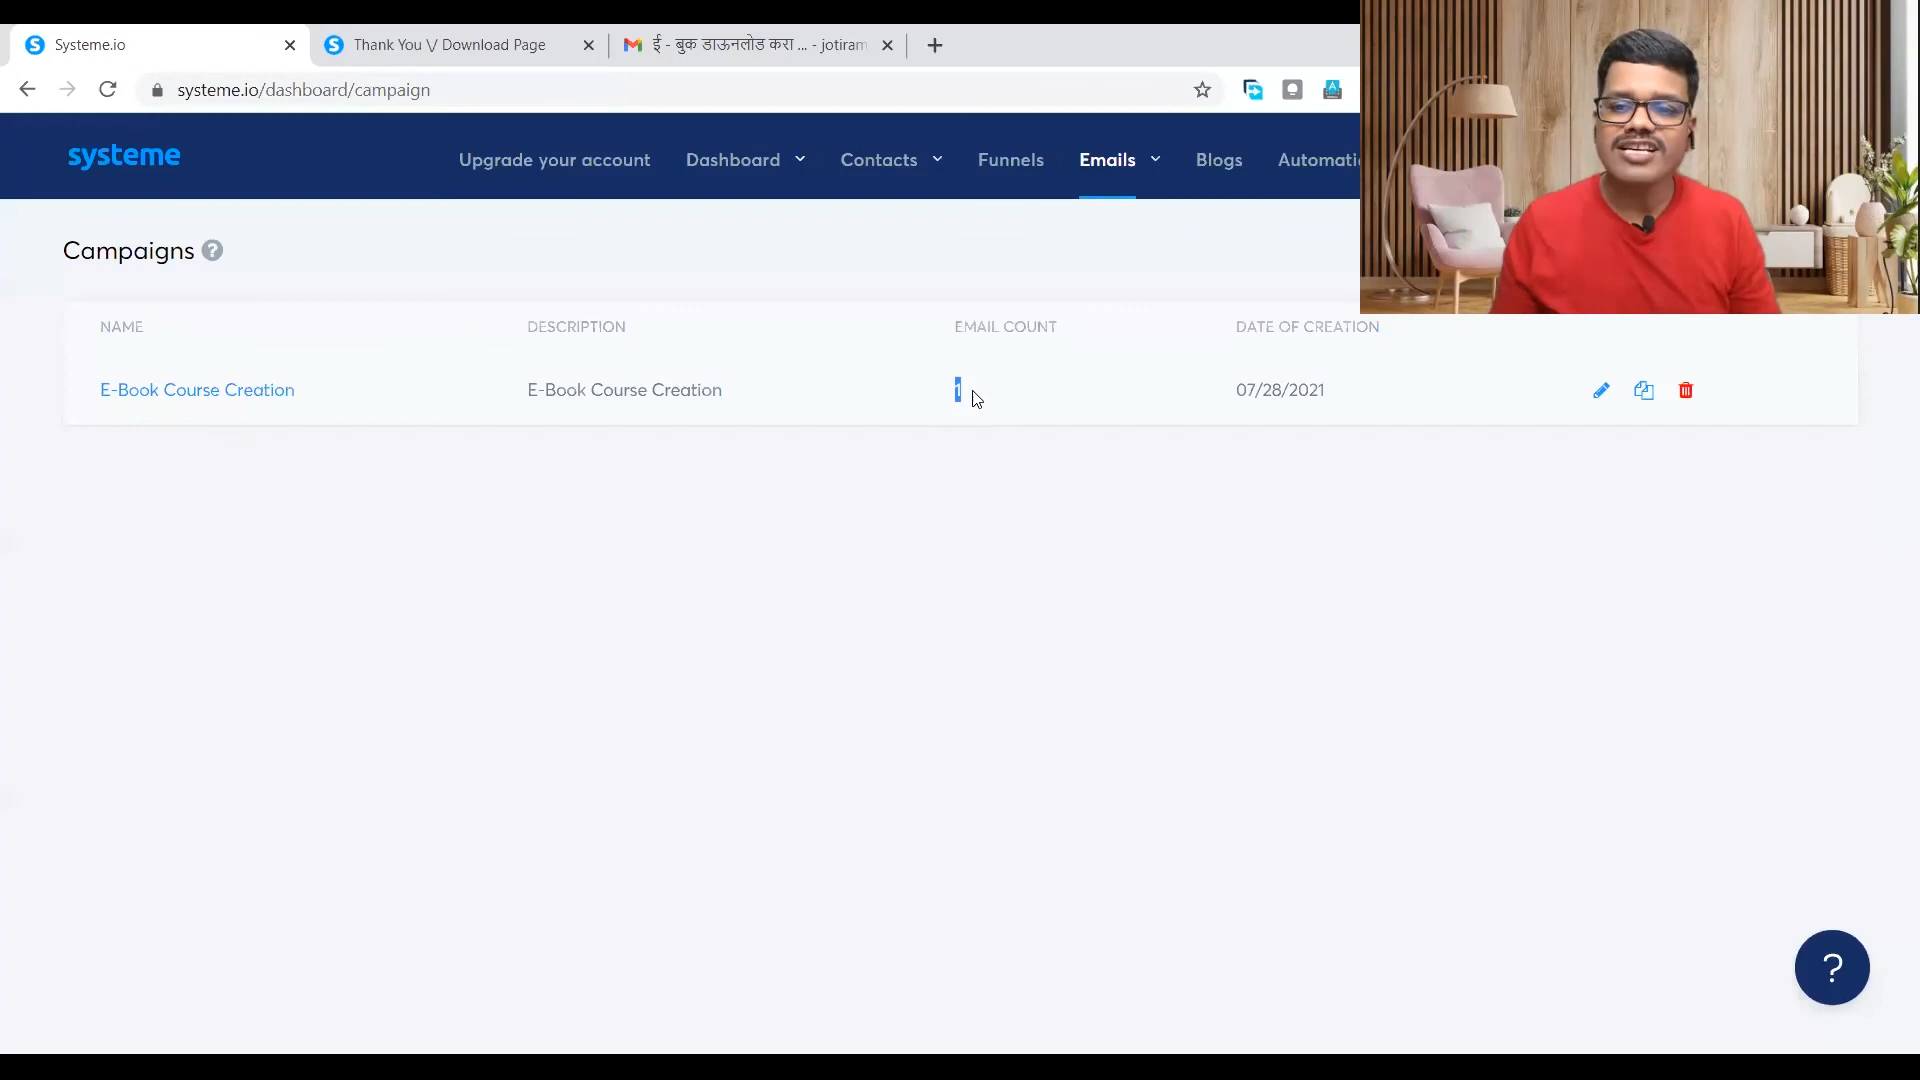 Systeme.io
Thank You \/ Download Page
ई - बुक डाऊनलोड करा ... - jotiram
systeme.io/dashboard/campaign
systeme
Upgrade your account
Dashboard
Contacts
Funnels
Emails
Blogs
Automati
Campaigns ?
NAME
DESCRIPTION
EMAIL COUNT
DATE OF CREATION
E-Book Course Creation
E-Book Course Creation
1
07/28/2021
?